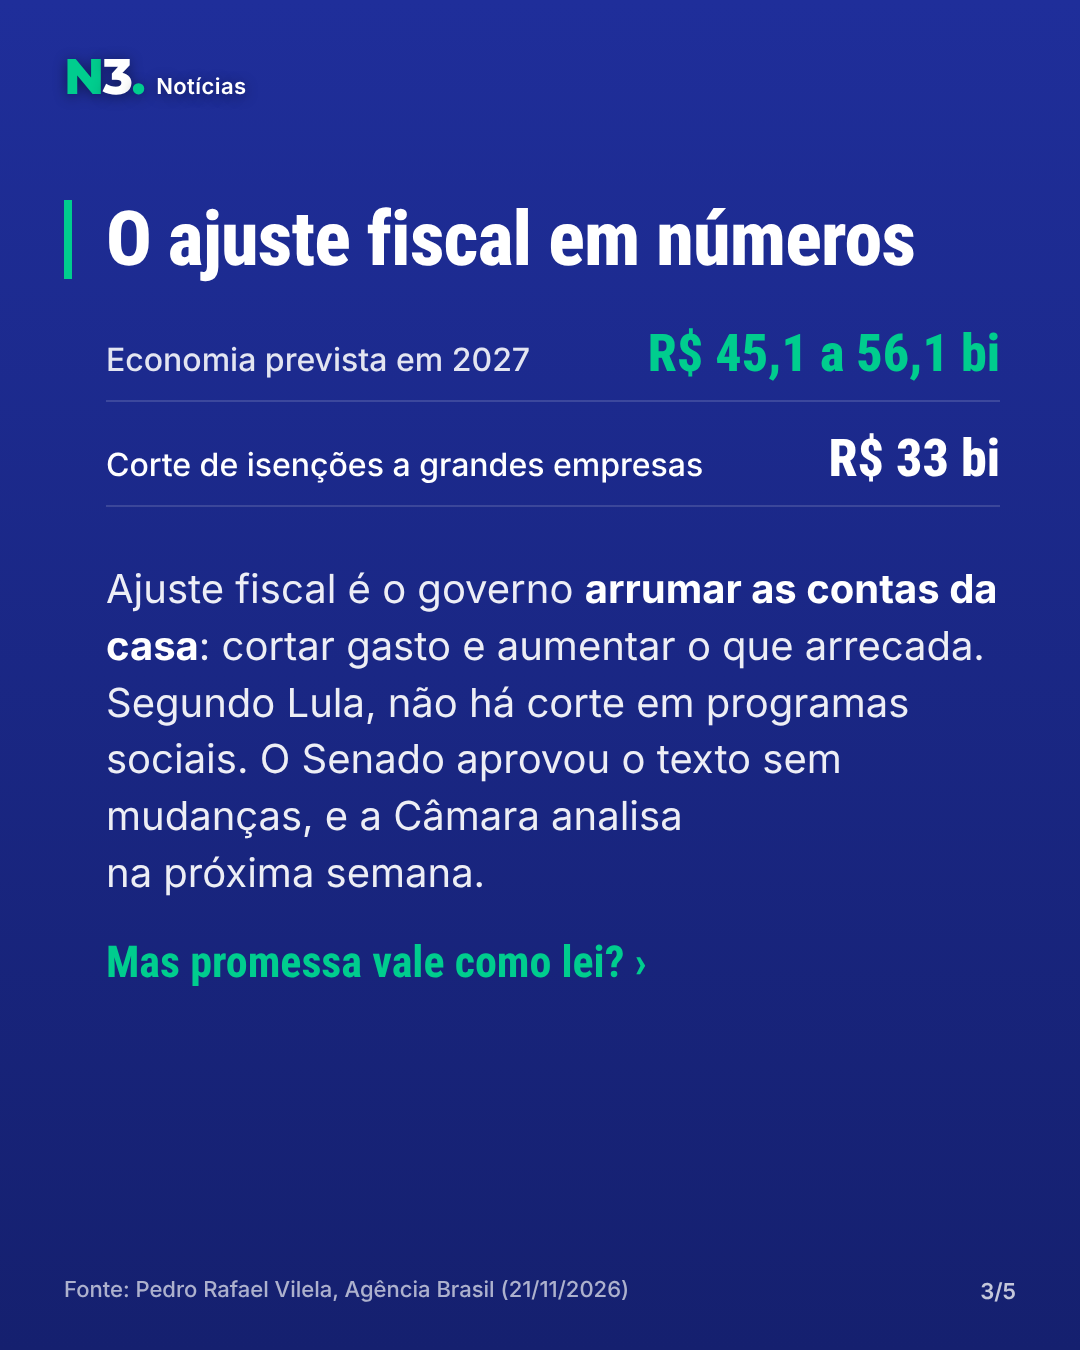 N3. Notícias
O ajuste fiscal em números
Economia prevista em 2027 R$ 45,1 a 56,1 bi
Corte de isenções a grandes empresas R$ 33 bi
Ajuste fiscal é o governo arrumar as contas da
casa: cortar gasto e aumentar o que arrecada.
Segundo Lula, não há corte em programas
sociais. O Senado aprovou o texto sem
mudanças, e a Câmara analisa
na próxima semana.
Mas promessa vale como lei? ›
Fonte: Pedro Rafael Vilela, Agência Brasil (21/11/2026)
3/5